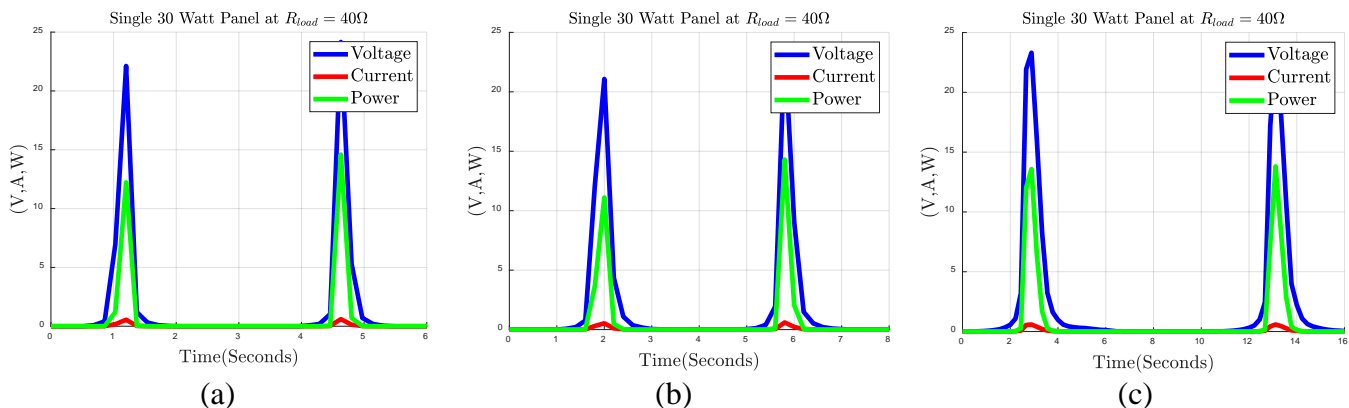 Single 30 Watt Panel at R_load = 40Ω
25
20
15
10
5
0
(V,A,W)
Voltage
Current
Power
0 1 2 3 4 5 6
Time(Seconds)
(a)
Single 30 Watt Panel at R_load = 40Ω
25
20
15
10
5
0
(V,A,W)
Voltage
Current
Power
0 1 2 3 4 5 6 7 8
Time(Seconds)
(b)
Single 30 Watt Panel at R_load = 40Ω
25
20
15
10
5
0
(V,A,W)
Voltage
Current
Power
0 2 4 6 8 10 12 14 16
Time(Seconds)
(c)